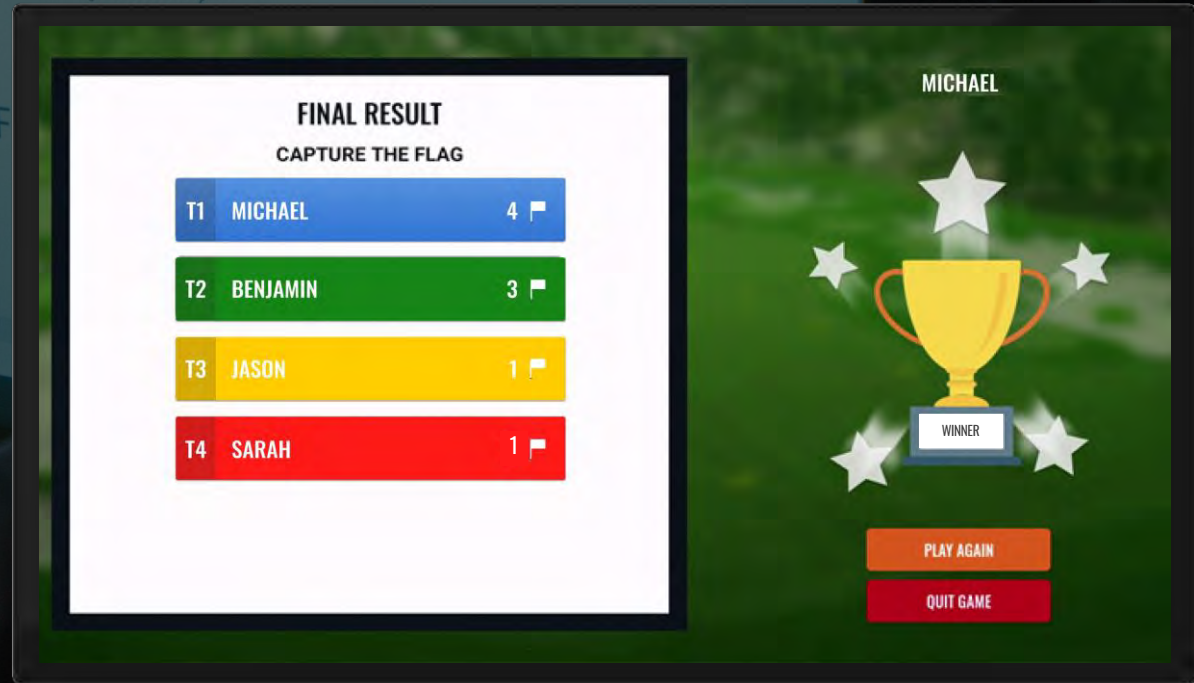 FINAL RESULT
CAPTURE THE FLAG
T1 MICHAEL 4
T2 BENJAMIN 3
T3 JASON 1
T4 SARAH 1
MICHAEL
WINNER
PLAY AGAIN
QUIT GAME